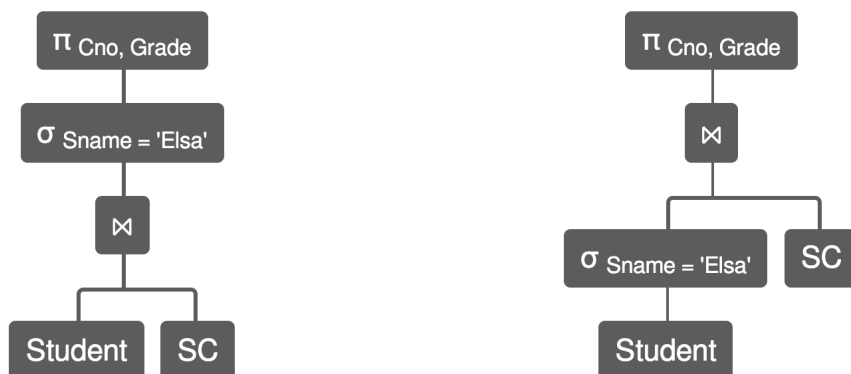 π Cno, Grade
σ Sname = 'Elsa'
⋈
Student
SC
π Cno, Grade
⋈
σ Sname = 'Elsa'
SC
Student